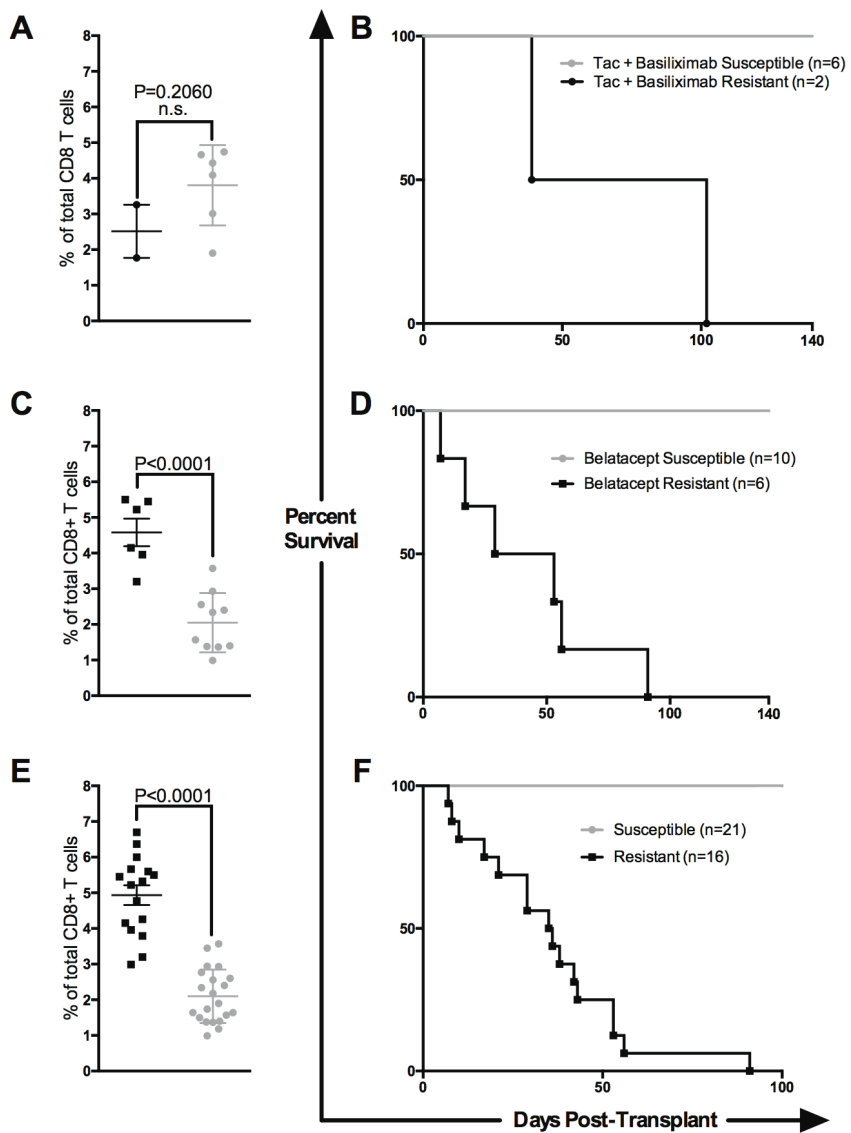 A
% of total CD8 T cells
8
7
6
5
4
3
2
1
0
P=0.2060
n.s.
B
100
50
0
0
50
100
140
Tac + Basiliximab Susceptible (n=6)
Tac + Basiliximab Resistant (n=2)
C
% of total CD8+ T cells
8
7
6
5
4
3
2
1
0
P<0.0001
Percent
Survival
D
100
50
0
0
50
100
140
Belatacept Susceptible (n=10)
Belatacept Resistant (n=6)
E
% of total CD8+ T cells
8
7
6
5
4
3
2
1
0
P<0.0001
F
100
50
0
0
50
100
Susceptible (n=21)
Resistant (n=16)
Days Post-Transplant